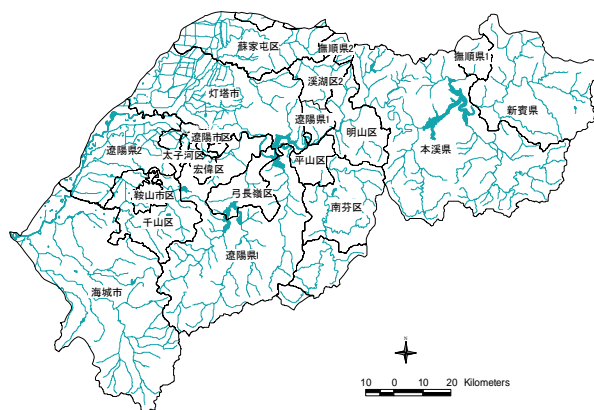 蘇家屯区
撫順県2
撫順県1
渓湖区2
灯塔市
新賓県
遼陽県1
遼陽市区
明山区
遼陽県2
本渓県
太子河区
平山区
宏偉区
鞍山市区
弓長嶺区
南芬区
千山区
遼陽県1
海城市
N
10 0 10 20 Kilometers